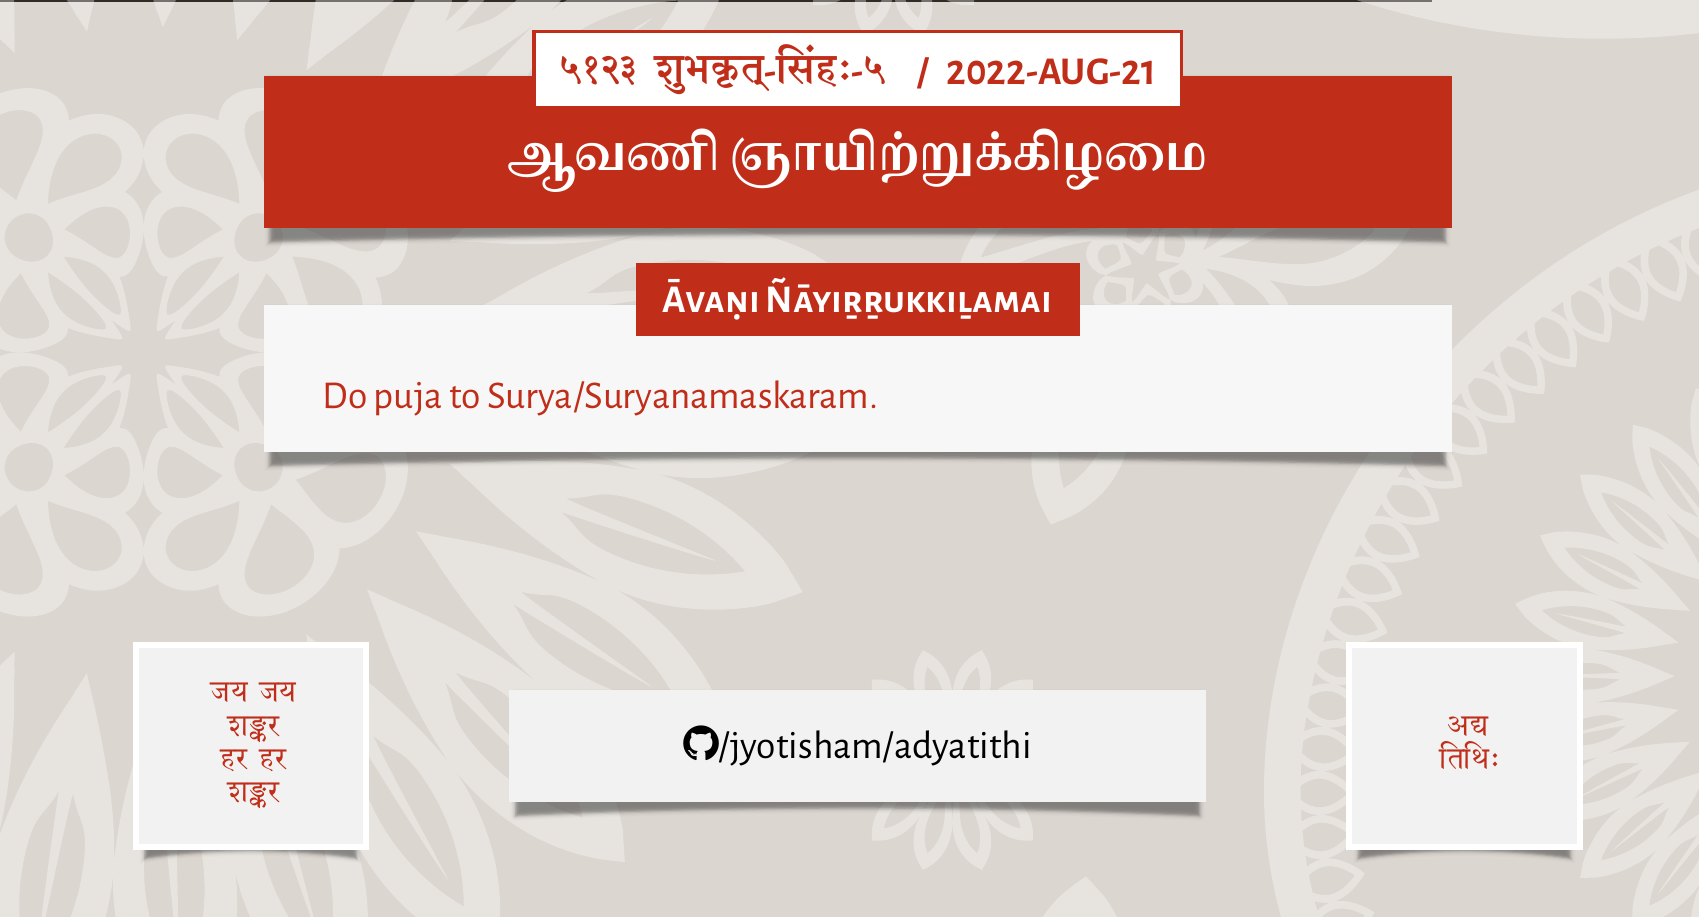 ५१२३ शुभकृत्-सिंहः-५ / 2022-AUG-21
ஆவணி ஞாயிற்றுக்கிழமை
Āvaṇi Ñāyiṟṟukkiḻamai
Do puja to Surya/Suryanamaskaram.
जय जय
शङ्कर
हर हर
शङ्कर
/jyotisham/adyatithi
अद्य
तिथिः